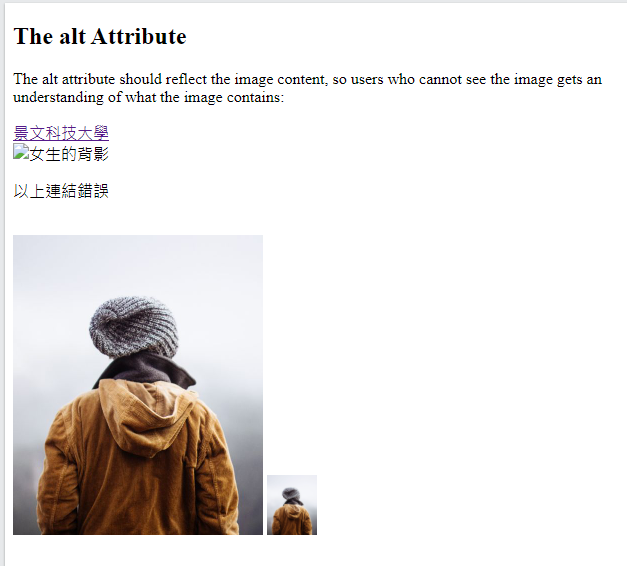 The alt Attribute
The alt attribute should reflect the image content, so users who cannot see the image gets an
understanding of what the image contains:
景文科技大學
女生的背影
以上連結錯誤